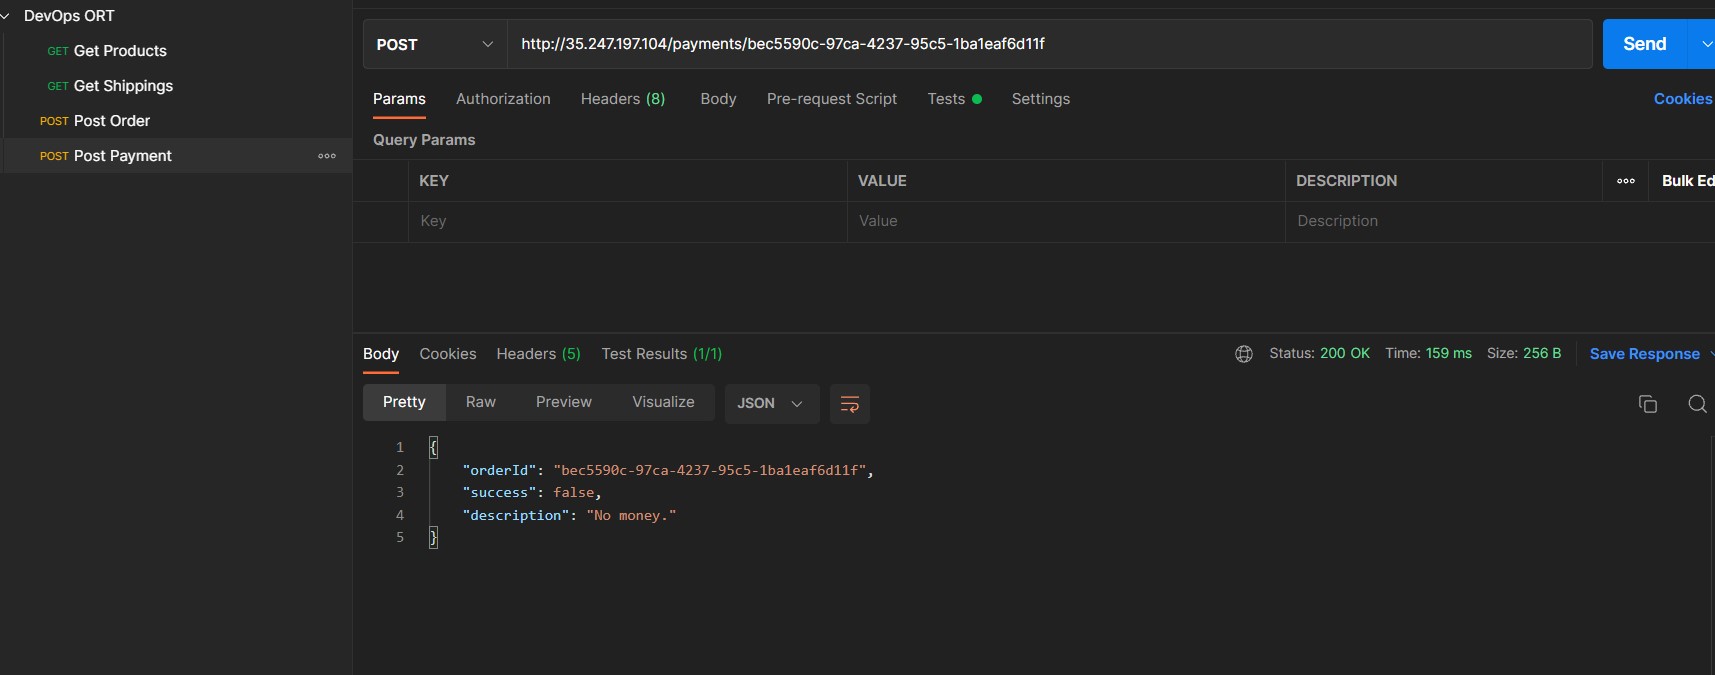 DevOps ORT
GET Get Products
GET Get Shippings
POST Post Order
POST Post Payment
POST
http://35.247.197.104/payments/bec5590c-97ca-4237-95c5-1ba1eaf6d11f
Send
Params Authorization Headers (8) Body Pre-request Script Tests Settings Cookies
Query Params
KEY VALUE DESCRIPTION Bulk Ed
Key Value Description
Body Cookies Headers (5) Test Results (1/1) Status: 200 OK Time: 159 ms Size: 256 B Save Response
Pretty Raw Preview Visualize JSON
1 {
2 "orderId": "bec5590c-97ca-4237-95c5-1ba1eaf6d11f",
3 "success": false,
4 "description": "No money."
5 }